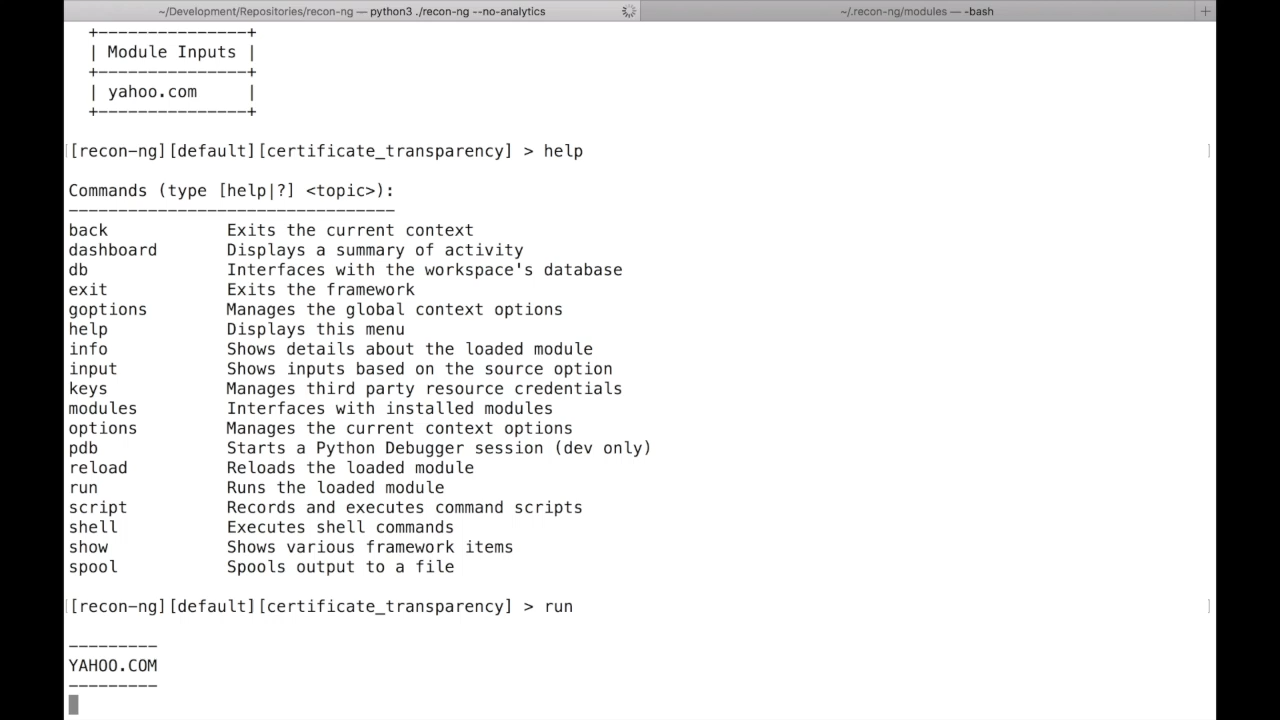 ~/Development/Repositories/recon-ng — python3 ./recon-ng --no-analytics
~/.recon-ng/modules — -bash
+
+---------------+
| Module Inputs |
+---------------+
| yahoo.com     |
+---------------+
[recon-ng][default][certificate_transparency] > help
Commands (type [help|?] <topic>):
---------------------------------
back            Exits the current context
dashboard       Displays a summary of activity
db              Interfaces with the workspace's database
exit            Exits the framework
goptions        Manages the global context options
help            Displays this menu
info            Shows details about the loaded module
input           Shows inputs based on the source option
keys            Manages third party resource credentials
modules         Interfaces with installed modules
options         Manages the current context options
pdb             Starts a Python Debugger session (dev only)
reload          Reloads the loaded module
run             Runs the loaded module
script          Records and executes command scripts
shell           Executes shell commands
show            Shows various framework items
spool           Spools output to a file
[recon-ng][default][certificate_transparency] > run
---------
YAHOO.COM
---------